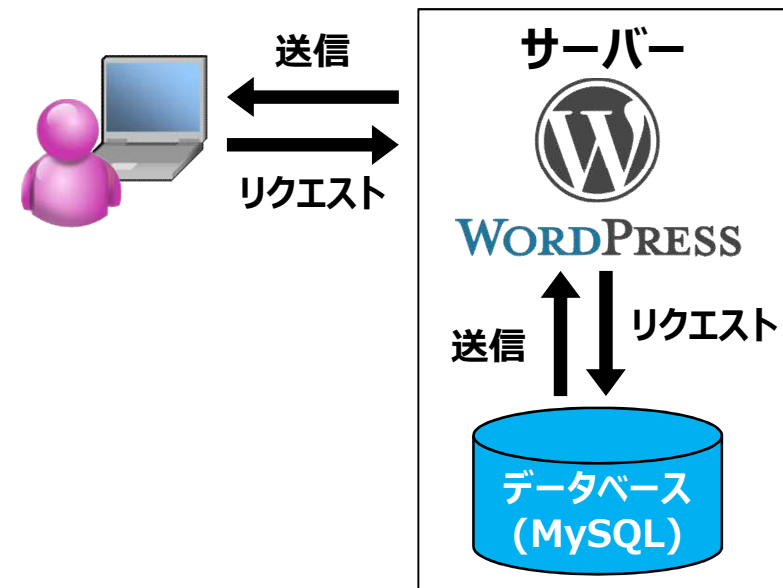 送信
リクエスト
サーバー
W
WORDPRESS
送信
リクエスト
データベース
(MySQL)